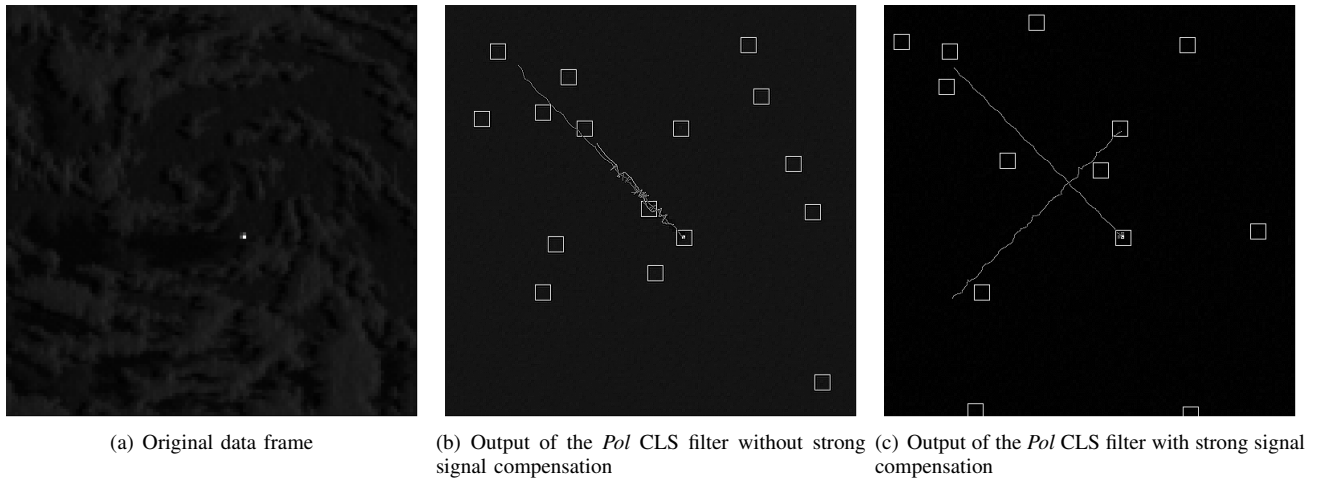 (a) Original data frame
(b) Output of the Pol CLS filter without strong
signal compensation
(c) Output of the Pol CLS filter with strong signal
compensation